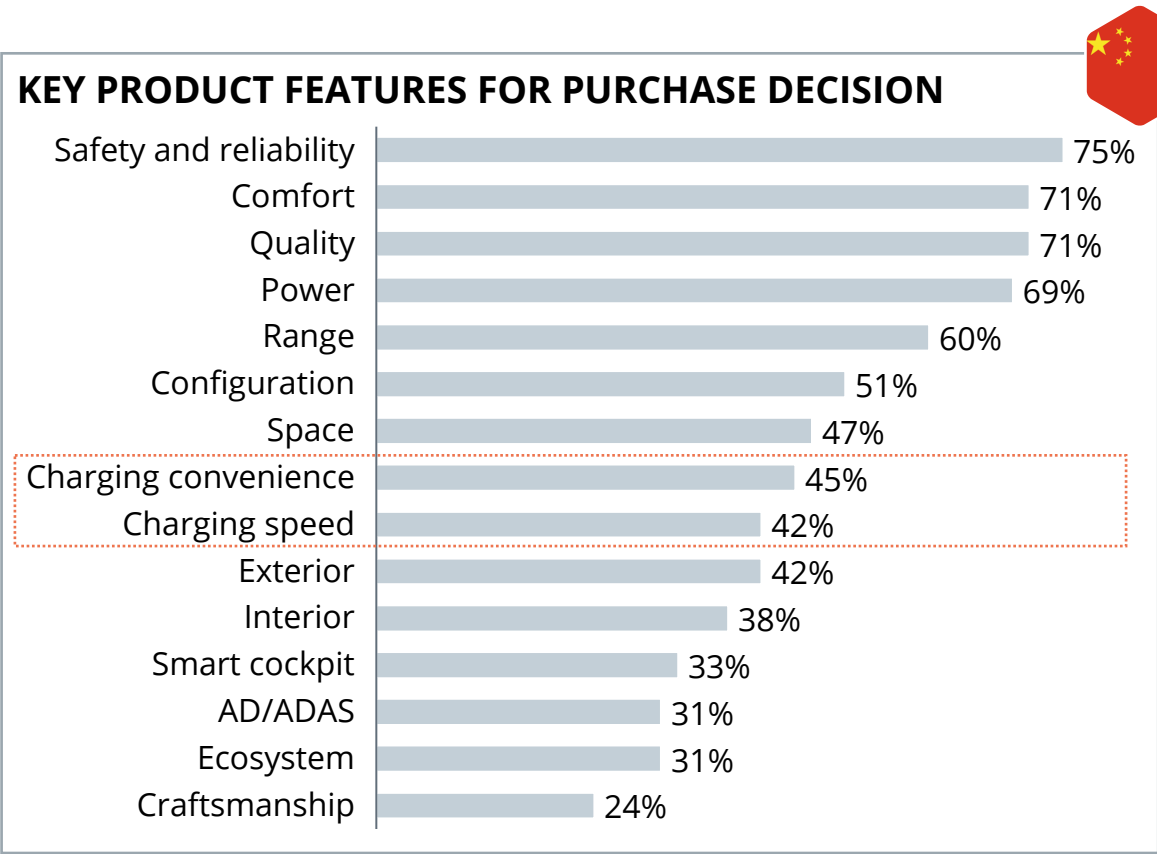 KEY PRODUCT FEATURES FOR PURCHASE DECISION
Safety and reliability 75%
Comfort 71%
Quality 71%
Power 69%
Range 60%
Configuration 51%
Space 47%
Charging convenience 45%
Charging speed 42%
Exterior 42%
Interior 38%
Smart cockpit 33%
AD/ADAS 31%
Ecosystem 31%
Craftsmanship 24%